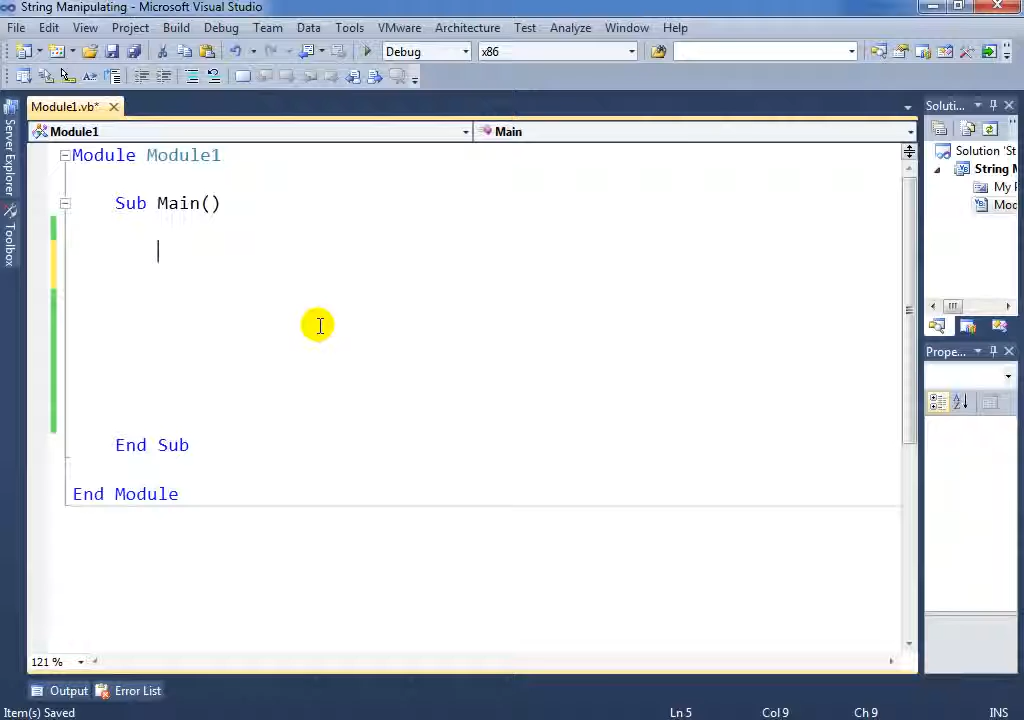 String Manipulating - Microsoft Visual Studio
File Edit View Project Build Debug Team Data Tools VMware Architecture Test Analyze Window Help
Debug x86
Module1.vb*
Module1 Main
Module Module1
Sub Main()
End Sub
End Module
121 %
Output Error List
Item(s) Saved Ln 5 Col 9 Ch 9 INS
Server Explorer
Toolbox
Soluti...
Solution 'St
String M
My P
Mod
Prope...